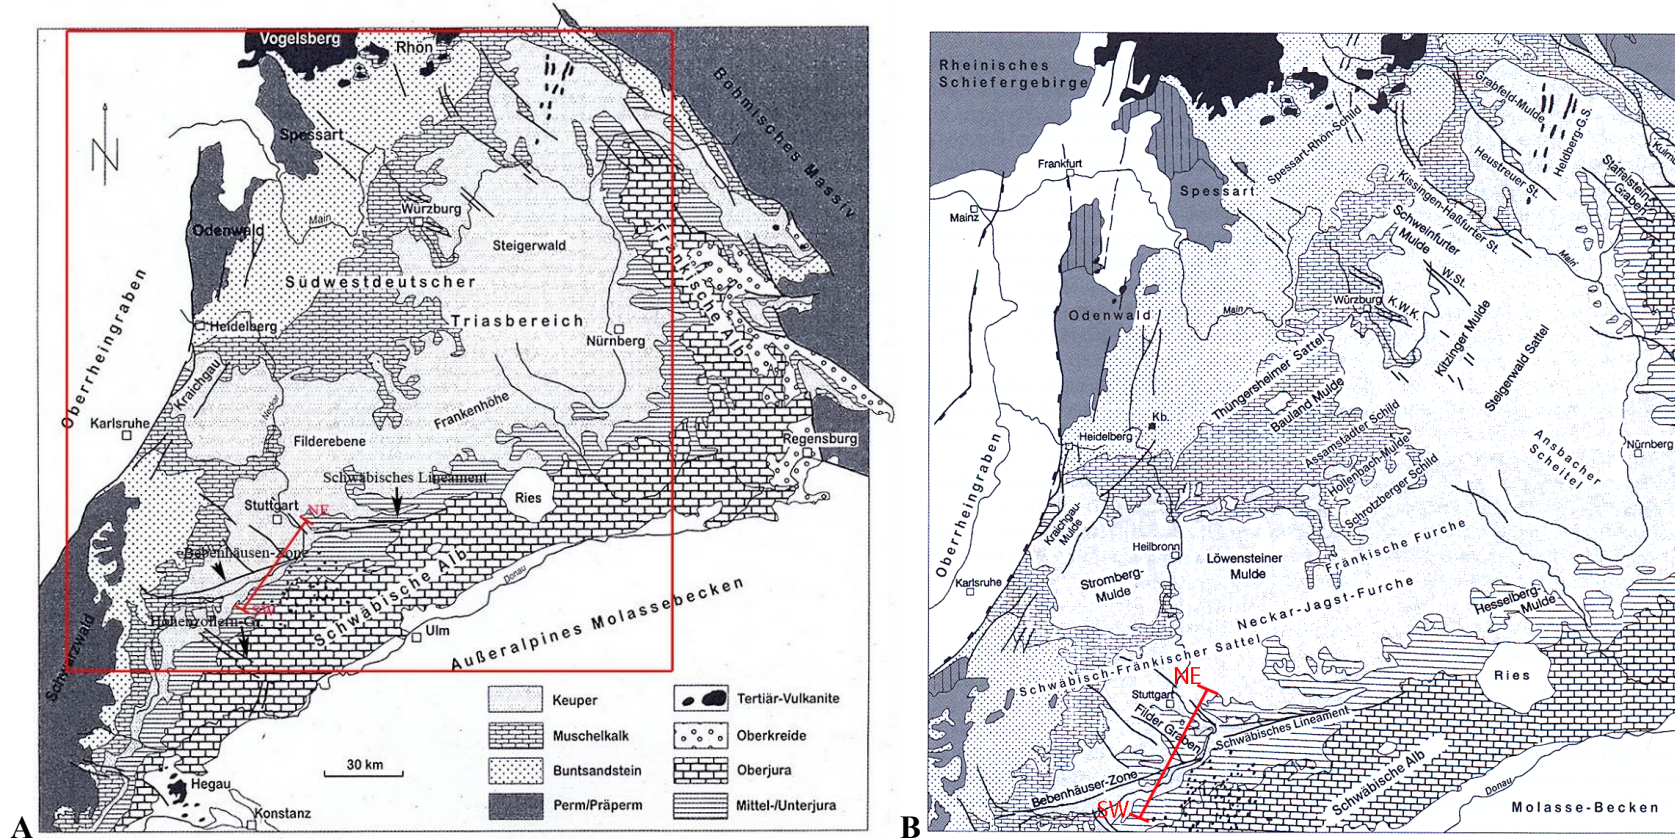 Vogelsberg
Rhön
Böhmisches Massiv
N
Spessart
Main
Würzburg
Odenwald
Steigerwald
Fränkische Alb
Südwestdeutscher
Triasbereich
Heidelberg
Nürnberg
Oberrheingraben
Kraichgau
Neckar
Frankenhöhe
Karlsruhe
Filderebene
Regensburg
Schwäbisches Lineament
Ries
Stuttgart
NE
Bebenhäusen-Zone
SW
Hohenzollern-Gr.
Schwäbische Alb
Donau
Ulm
Außeralpines Molassebecken
Schwarzwald
Keuper
Tertiär-Vulkanite
Muschelkalk
Oberkreide
30 km
Buntsandstein
Oberjura
Hegau
Perm/Präperm
Mittel-/Unterjura
Konstanz
A
Rheinisches
Schiefergebirge
Grabfeld-Mulde
Heldberg-G.S.
Kulmb
Frankfurt
Spessart-Rhön-Schild
Heustreuer St.
Staffelstein-
Graben
Spessart
Kissingen-Haßfurter St.
Mainz
Schweinfurter
Mulde
Main
W.St.
Würzburg
K.W.K.
Odenwald
Main
Kitzinger Mulde
Thüngersheimer Sattel
Steigerwald Sattel
Bauland Mulde
Kb.
Heidelberg
Assamstädter Schild
Hollenbach-Mulde
Schrotzberger Schild
Ansbacher
Scheitel
Nürnberg
Oberrheingraben
Kraichgau-
Mulde
Heilbronn
Löwensteiner
Mulde
Fränkische Furche
Karlsruhe
Stromberg-
Mulde
Neckar-Jagst-Furche
Hesselberg-
Mulde
Schwäbisch-Fränkischer Sattel
NE
Ries
Stuttgart
Filder Graben
Schwäbisches Lineament
Bebenhäuser-Zone
SW
Schwäbische Alb
Donau
Molasse-Becken
B